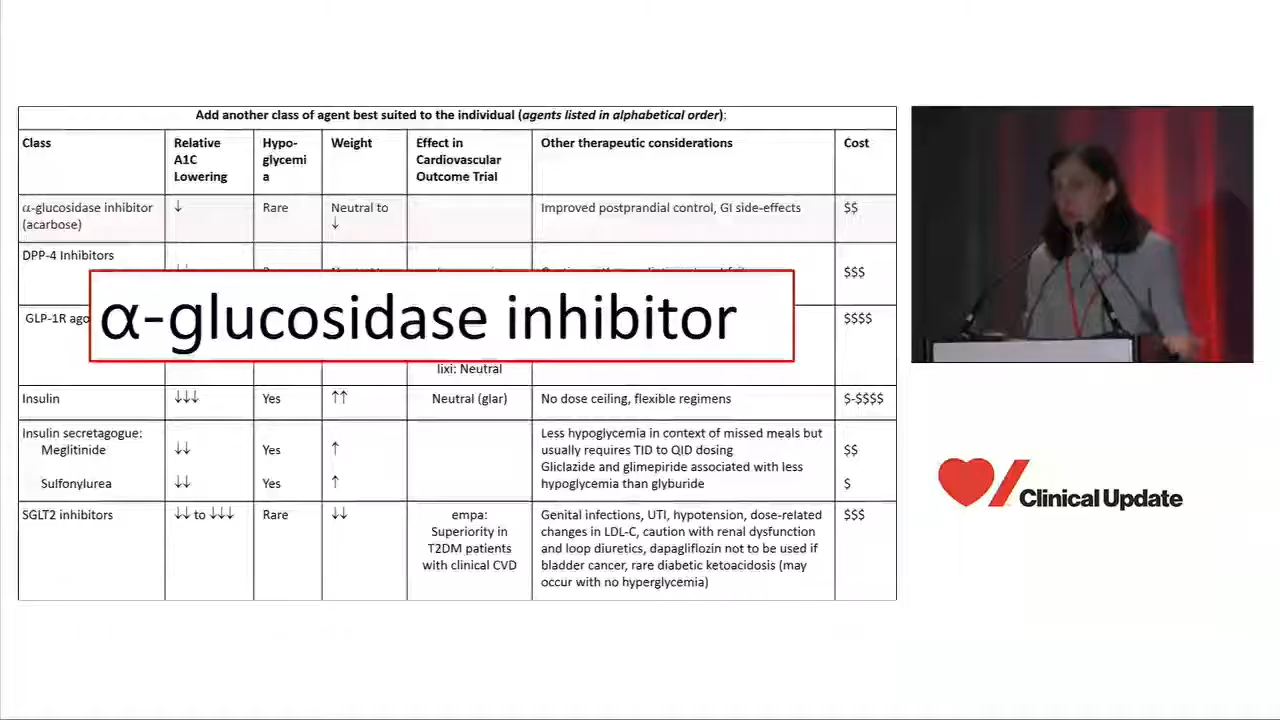 Add another class of agent best suited to the individual (agents listed in alphabetical order):
Class
Relative
A1C
Lowering
Hypo-
glycemi
a
Weight
Effect in
Cardiovascular
Outcome Trial
Other therapeutic considerations
Cost
α-glucosidase inhibitor
(acarbose)
↓
Rare
Neutral to
↓
Improved postprandial control, GI side-effects
$$
DPP-4 Inhibitors
$$$
α-glucosidase inhibitor
GLP-1R ago
lixi: Neutral
$$$$
Insulin
↓↓↓
Yes
↑↑
Neutral (glar)
No dose ceiling, flexible regimens
$-$$$$
Insulin secretagogue:
Meglitinide
↓↓
Yes
↑
Less hypoglycemia in context of missed meals but
usually requires TID to QID dosing
$$
Sulfonylurea
↓↓
Yes
↑
Gliclazide and glimepiride associated with less
hypoglycemia than glyburide
$
SGLT2 inhibitors
↓↓ to ↓↓↓
Rare
↓↓
empa:
Superiority in
T2DM patients
with clinical CVD
Genital infections, UTI, hypotension, dose-related
changes in LDL-C, caution with renal dysfunction
and loop diuretics, dapagliflozin not to be used if
bladder cancer, rare diabetic ketoacidosis (may
occur with no hyperglycemia)
$$$
Clinical Update